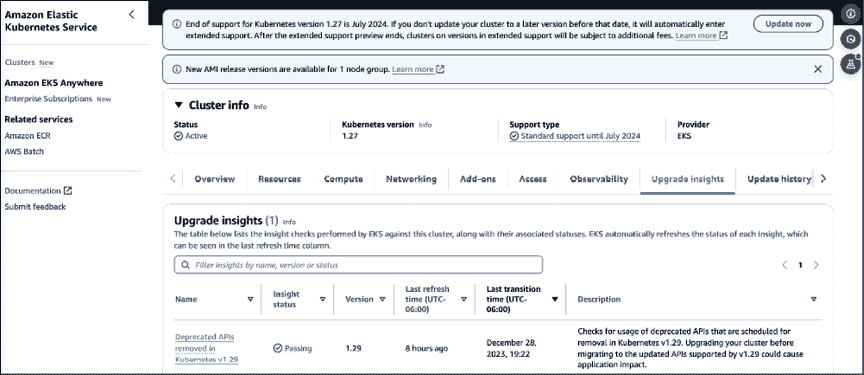 Amazon Elastic
Kubernetes Service
Clusters New
Amazon EKS Anywhere
Enterprise Subscriptions New
Related services
Amazon ECR
AWS Batch
Documentation
Submit feedback
End of support for Kubernetes version 1.27 is July 2024. If you don't update your cluster to a later version before that date, it will automatically enter
extended support. After the extended support preview ends, clusters on versions in extended support will be subject to additional fees. Learn more
Update now
New AMI release versions are available for 1 node group. Learn more
Cluster info Info
Status
Active
Kubernetes version Info
1.27
Support type
Standard support until July 2024
Provider
EKS
Overview Resources Compute Networking Add-ons Access Observability Upgrade insights Update history
Upgrade insights (1) Info
The table below lists the insight checks performed by EKS against this cluster, along with their associated statuses. EKS automatically refreshes the status of each Insight, which
can be seen in the last refresh time column.
Filter insights by name, version or status
1
Name
Insight
status
Version
Last refresh
time (UTC-
06:00)
Last transition
time (UTC-
06:00)
Description
Deprecated APIs
removed in
Kubernetes v1.29
Passing
1.29
8 hours ago
December 28,
2023, 19:22
Checks for usage of deprecated APIs that are scheduled for
removal in Kubernetes v1.29. Upgrading your cluster before
migrating to the updated APIs supported by v1.29 could cause
application impact.